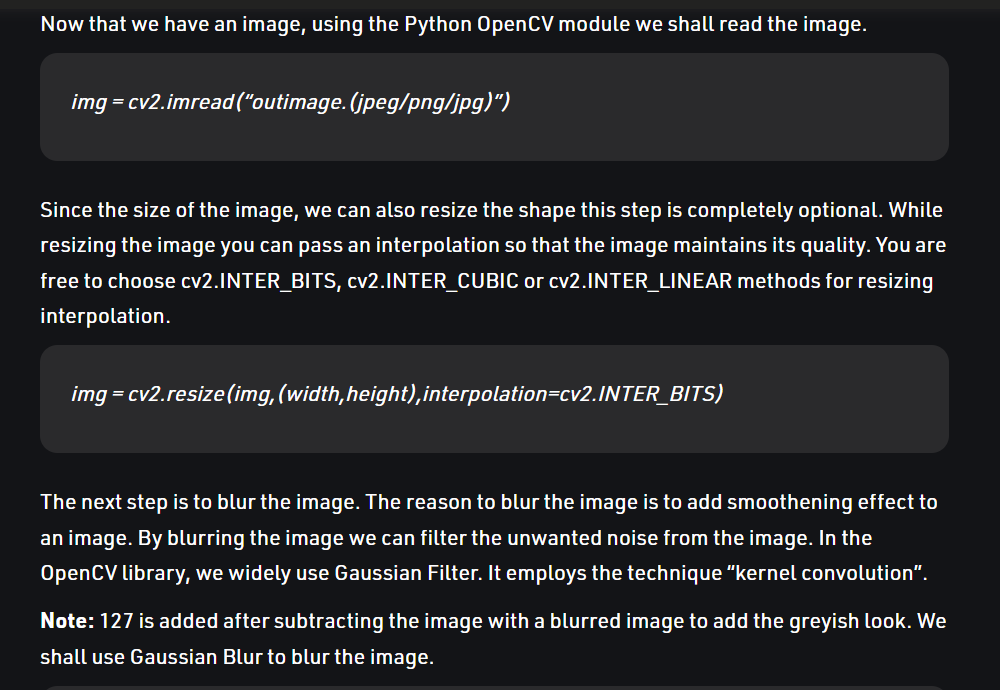 Now that we have an image, using the Python OpenCV module we shall read the image.
img = cv2.imread(“outimage.(jpeg/png/jpg)”)
Since the size of the image, we can also resize the shape this step is completely optional. While
resizing the image you can pass an interpolation so that the image maintains its quality. You are
free to choose cv2.INTER_BITS, cv2.INTER_CUBIC or cv2.INTER_LINEAR methods for resizing
interpolation.
img = cv2.resize(img,(width,height),interpolation=cv2.INTER_BITS)
The next step is to blur the image. The reason to blur the image is to add smoothening effect to
an image. By blurring the image we can filter the unwanted noise from the image. In the
OpenCV library, we widely use Gaussian Filter. It employs the technique “kernel convolution”.
Note: 127 is added after subtracting the image with a blurred image to add the greyish look. We
shall use Gaussian Blur to blur the image.